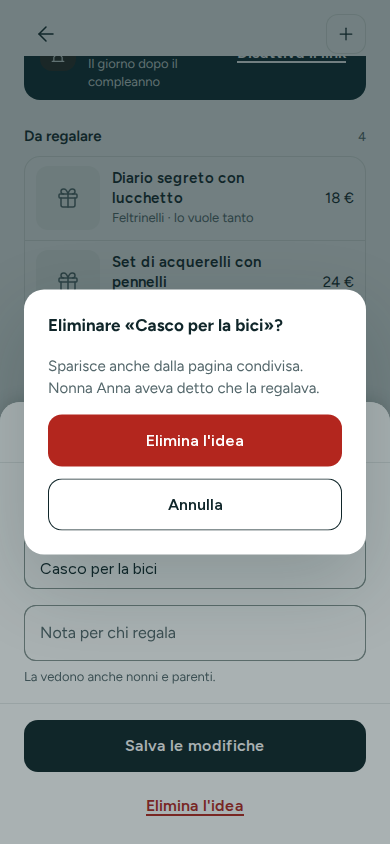 Il giorno dopo il
compleanno
Disattiva il link
Da regalare
4
Diario segreto con
lucchetto
18 €
Feltrinelli · lo vuole tanto
Set di acquerelli con
pennelli
24 €
Eliminare «Casco per la bici»?
Sparisce anche dalla pagina condivisa.
Nonna Anna aveva detto che la regalava.
Elimina l'idea
Annulla
Casco per la bici
Nota per chi regala
La vedono anche nonni e parenti.
Salva le modifiche
Elimina l'idea